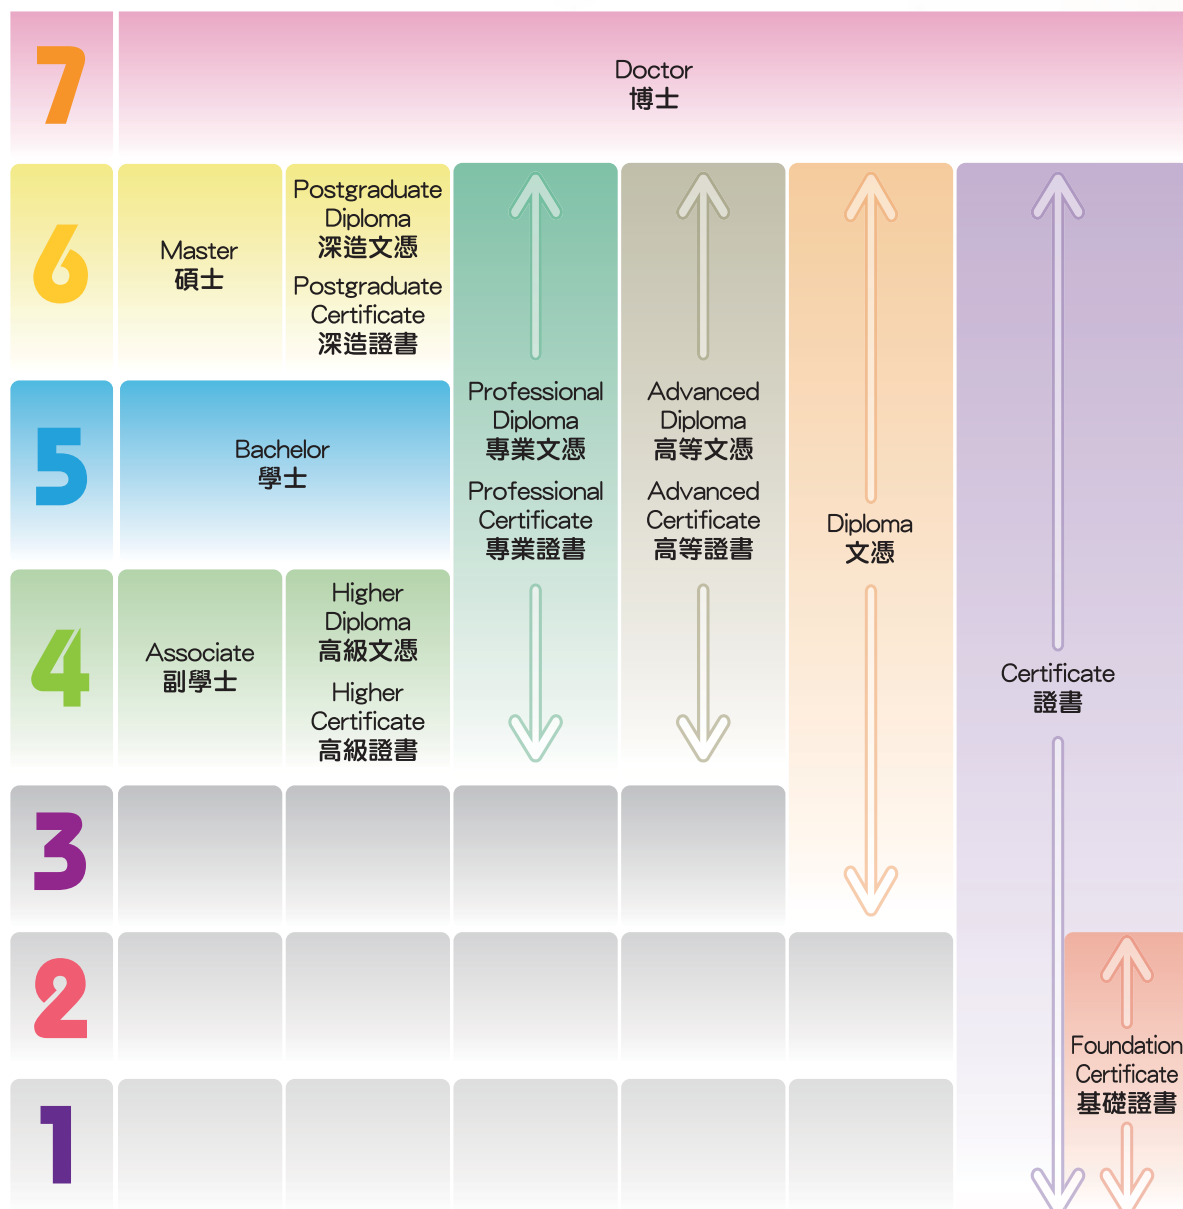 7
Doctor
博士
6
Master
碩士
Postgraduate
Diploma
深造文憑
Postgraduate
Certificate
深造證書
5
Bachelor
學士
Professional
Diploma
專業文憑
Professional
Certificate
專業證書
Advanced
Diploma
高等文憑
Advanced
Certificate
高等證書
Diploma
文憑
4
Associate
副學士
Higher
Diploma
高級文憑
Higher
Certificate
高級證書
Certificate
證書
3
2
Foundation
Certificate
基礎證書
1